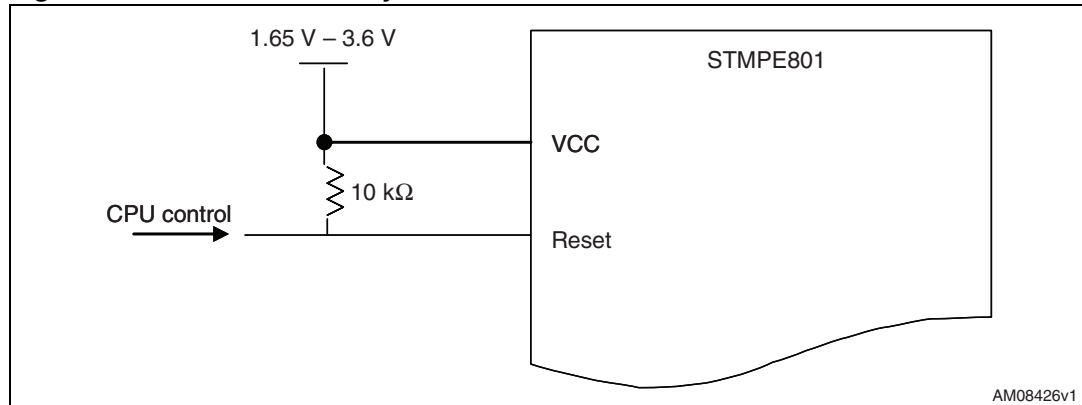 1.65 V – 3.6 V
STMPE801
VCC
10 kΩ
CPU control
Reset
AM08426v1